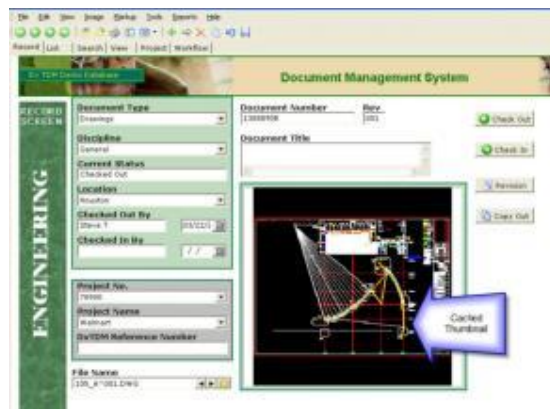 File Edit View Image Markup Tools Reports Help
Record List Search View Project Workflow
Document Management System
RECORD SCREEN
ENGINEERING
Document Type
Drawings
Discipline
General
Current Status
Checked Out
Location
Houston
Checked Out By
Steve T
Checked In By
/ /
Project No.
Project Name
Walmart
Reference Number
File Name
Document Number
Rev
001
Document Title
Check Out
Check In
Revision
Copy Out
Cached
Thumbnail